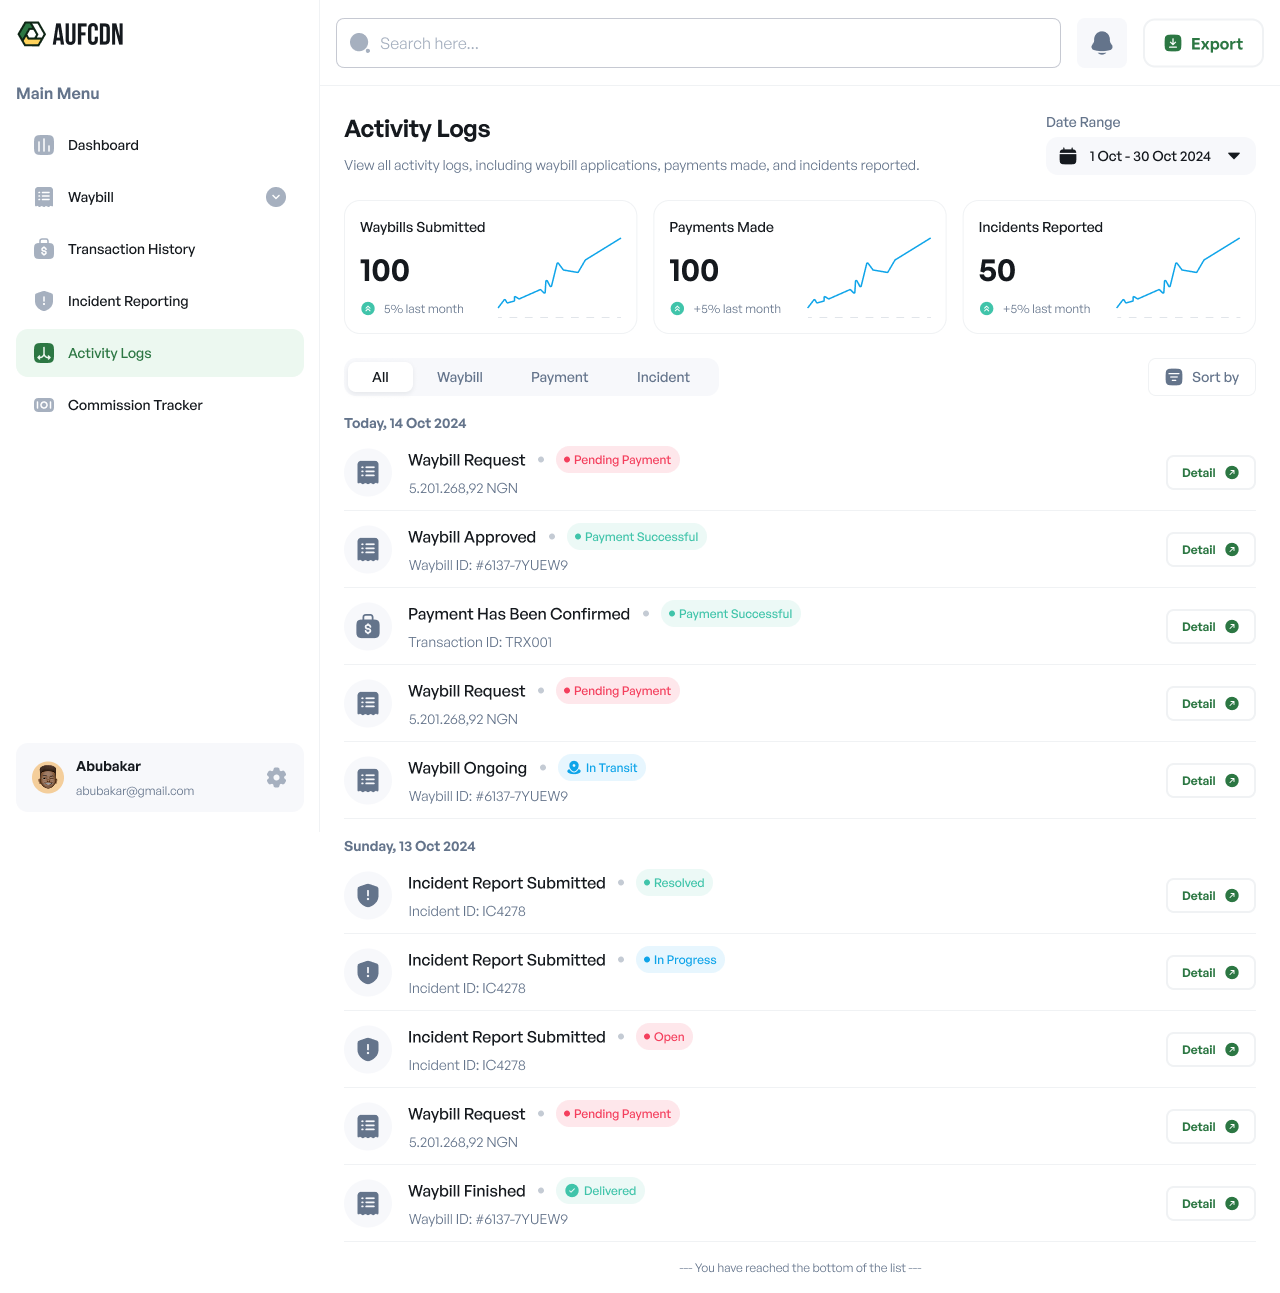 AUFCDN
Main Menu
Dashboard
Waybill
Transaction History
Incident Reporting
Activity Logs
Commission Tracker
Abubakar
abubakar@gmail.com
Search here...
Export
Activity Logs
View all activity logs, including waybill applications, payments made, and incidents reported.
Date Range
1 Oct - 30 Oct 2024
Waybills Submitted
100
5% last month
Payments Made
100
+5% last month
Incidents Reported
50
+5% last month
All
Waybill
Payment
Incident
Sort by
Today, 14 Oct 2024
Waybill Request
Pending Payment
5.201.268,92 NGN
Detail
Waybill Approved
Payment Successful
Waybill ID: #6137-7YUEW9
Detail
Payment Has Been Confirmed
Payment Successful
Transaction ID: TRX001
Detail
Waybill Request
Pending Payment
5.201.268,92 NGN
Detail
Waybill Ongoing
In Transit
Waybill ID: #6137-7YUEW9
Detail
Sunday, 13 Oct 2024
Incident Report Submitted
Resolved
Incident ID: IC4278
Detail
Incident Report Submitted
In Progress
Incident ID: IC4278
Detail
Incident Report Submitted
Open
Incident ID: IC4278
Detail
Waybill Request
Pending Payment
5.201.268,92 NGN
Detail
Waybill Finished
Delivered
Waybill ID: #6137-7YUEW9
Detail
--- You have reached the bottom of the list ---